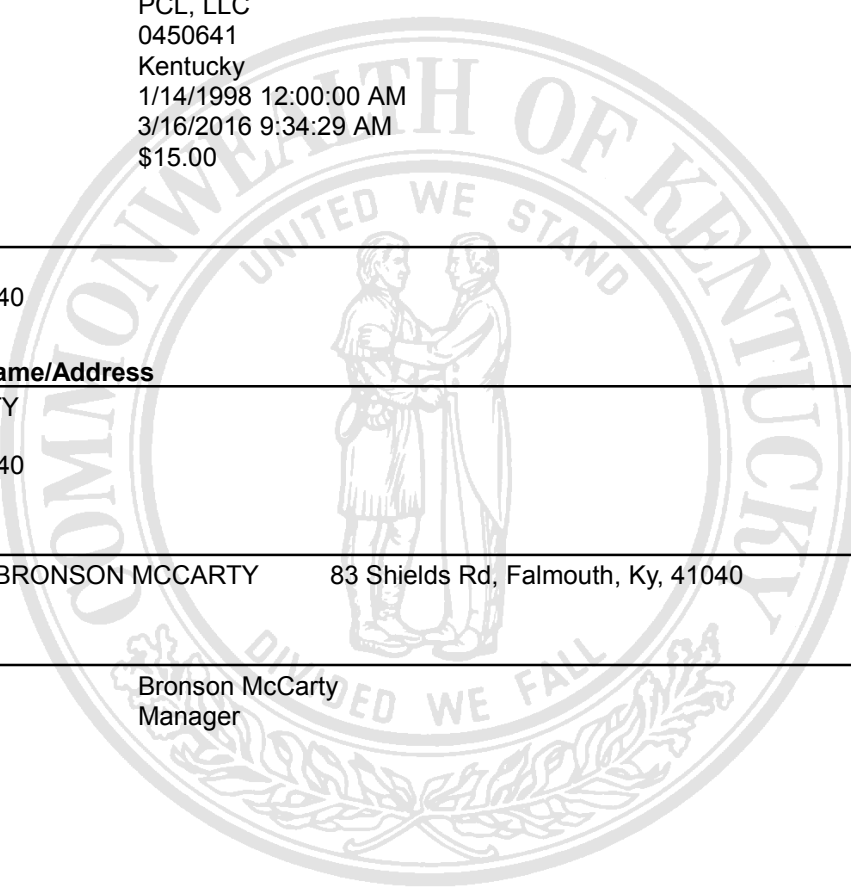 PCL, LLC
0450641
Kentucky
1/14/1998 12:00:00 AM
3/16/2016 9:34:29 AM
$15.00
COMMONWEALTH OF KENTUCKY
UNITED WE STAND
40
ame/Address
TY
40
BRONSON MCCARTY 83 Shields Rd, Falmouth, Ky, 41040
DIVIDED WE FALL
Bronson McCarty
Manager